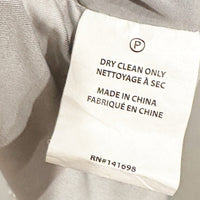 P
DRY CLEAN ONLY
NETTOYAGE À SEC
MADE IN CHINA
FABRIQUÉ EN CHINE
RN#141698